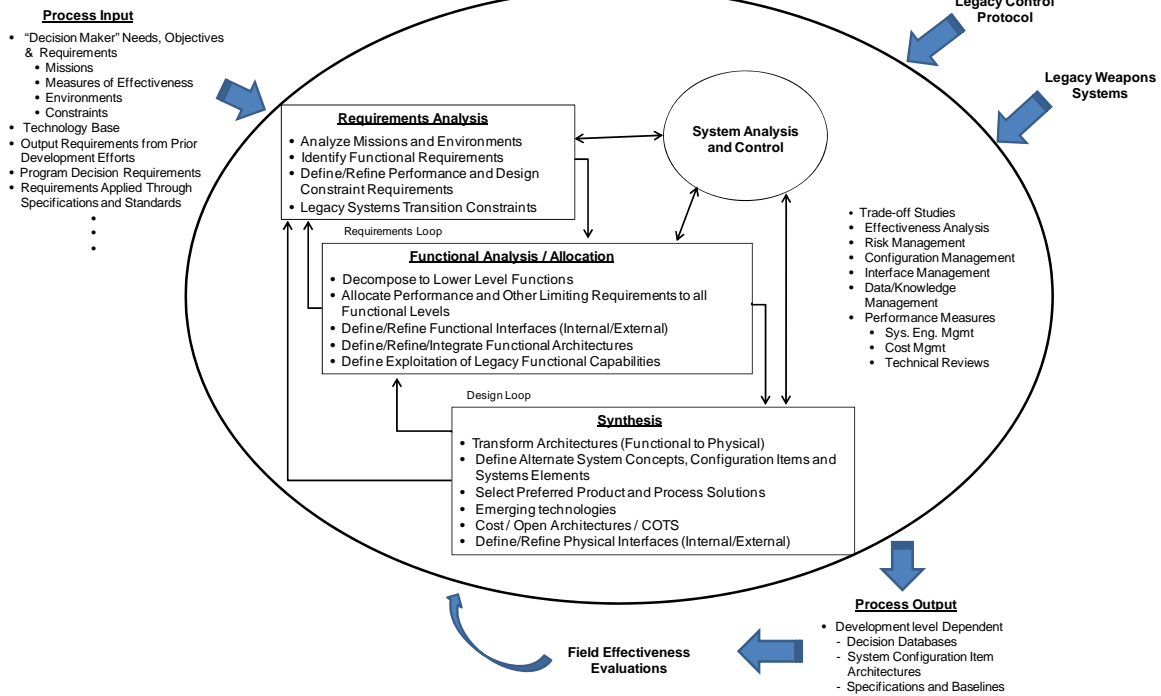 Process Input
• “Decision Maker” Needs, Objectives
& Requirements
• Missions
• Measures of Effectiveness
• Environments
• Constraints
• Technology Base
• Output Requirements from Prior
Development Efforts
• Program Decision Requirements
• Requirements Applied Through
Specifications and Standards
•
•
•
Legacy Control
Protocol
Legacy Weapons
Systems
Requirements Analysis
• Analyze Missions and Environments
• Identify Functional Requirements
• Define/Refine Performance and Design
Constraint Requirements
• Legacy Systems Transition Constraints
System Analysis
and Control
Requirements Loop
Functional Analysis / Allocation
• Decompose to Lower Level Functions
• Allocate Performance and Other Limiting Requirements to all
Functional Levels
• Define/Refine Functional Interfaces (Internal/External)
• Define/Refine/Integrate Functional Architectures
• Define Exploitation of Legacy Functional Capabilities
• Trade-off Studies
• Effectiveness Analysis
• Risk Management
• Configuration Management
• Interface Management
• Data/Knowledge
Management
• Performance Measures
• Sys. Eng. Mgmt
• Cost Mgmt
• Technical Reviews
Design Loop
Synthesis
• Transform Architectures (Functional to Physical)
• Define Alternate System Concepts, Configuration Items and
Systems Elements
• Select Preferred Product and Process Solutions
• Emerging technologies
• Cost / Open Architectures / COTS
• Define/Refine Physical Interfaces (Internal/External)
Process Output
• Development level Dependent
- Decision Databases
- System Configuration Item
Architectures
- Specifications and Baselines
Field Effectiveness
Evaluations